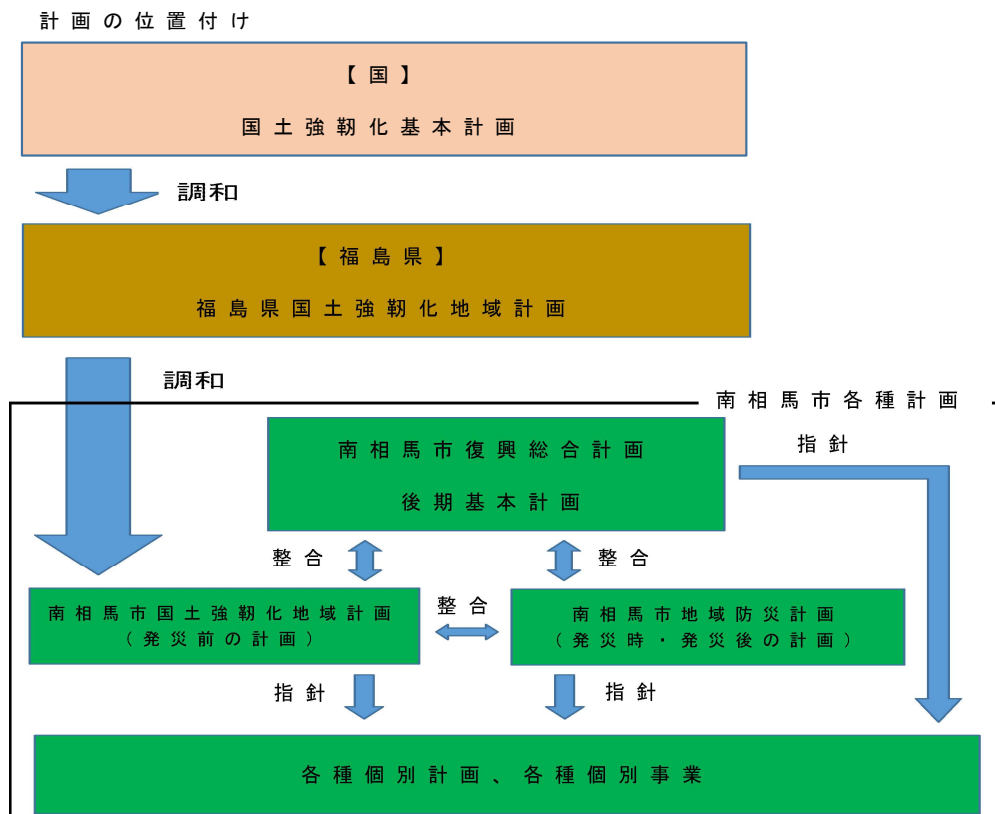 計画の位置付け
【国】
国土強靭化基本計画
調和
【福島県】
福島県国土強靭化地域計画
調和
南相馬市各種計画
南相馬市復興総合計画
後期基本計画
指針
整合
整合
南相馬市国土強靭化地域計画
(発災前の計画)
整合
南相馬市地域防災計画
(発災時・発災後の計画)
指針
指針
各種個別計画、各種個別事業